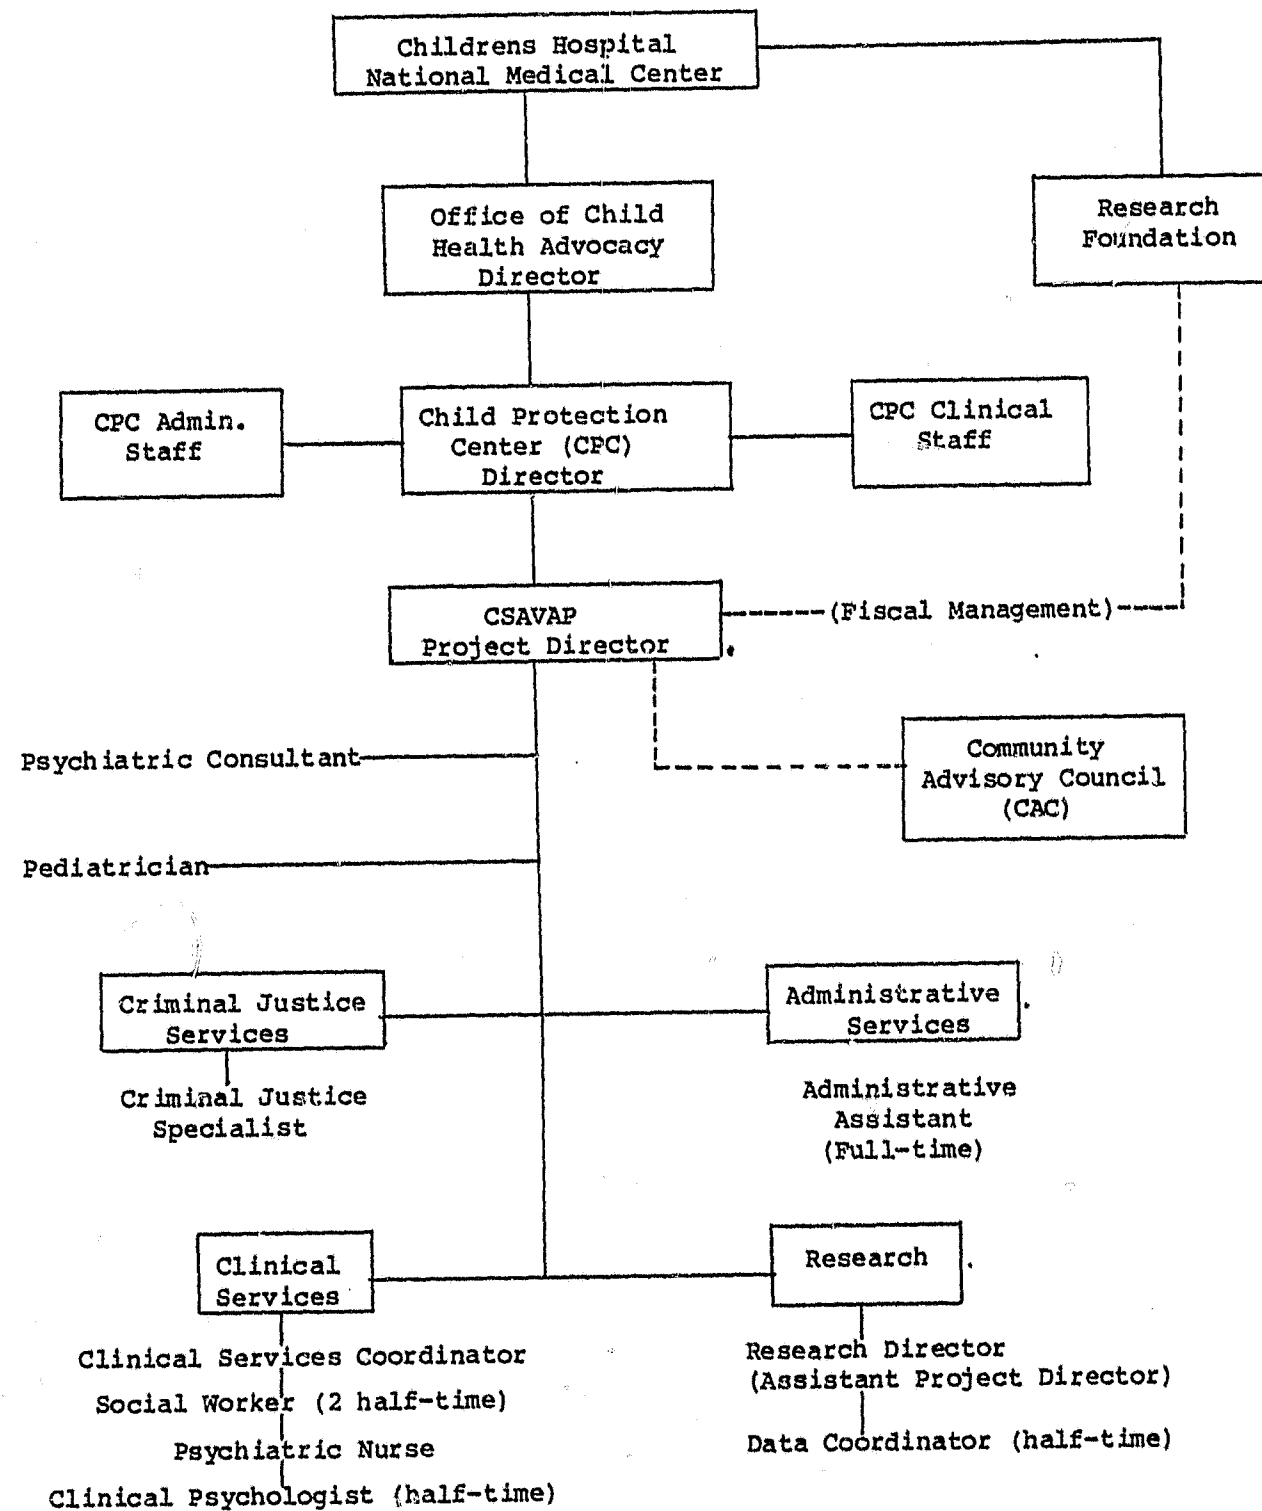 Childrens Hospital
National Medical Center
Office of Child
Health Advocacy
Director
Research
Foundation
CPC Admin.
Staff
Child Protection
Center (CPC)
Director
CPC Clinical
Staff
CSAVAP
Project Director
(Fiscal Management)
Psychiatric Consultant
Community
Advisory Council
(CAC)
Pediatrician
Criminal Justice
Services
Administrative
Services
Criminal Justice
Specialist
Administrative
Assistant
(Full-time)
Clinical
Services
Research
Clinical Services Coordinator
Social Worker (2 half-time)
Psychiatric Nurse
Clinical Psychologist (half-time)
Research Director
(Assistant Project Director)
Data Coordinator (half-time)